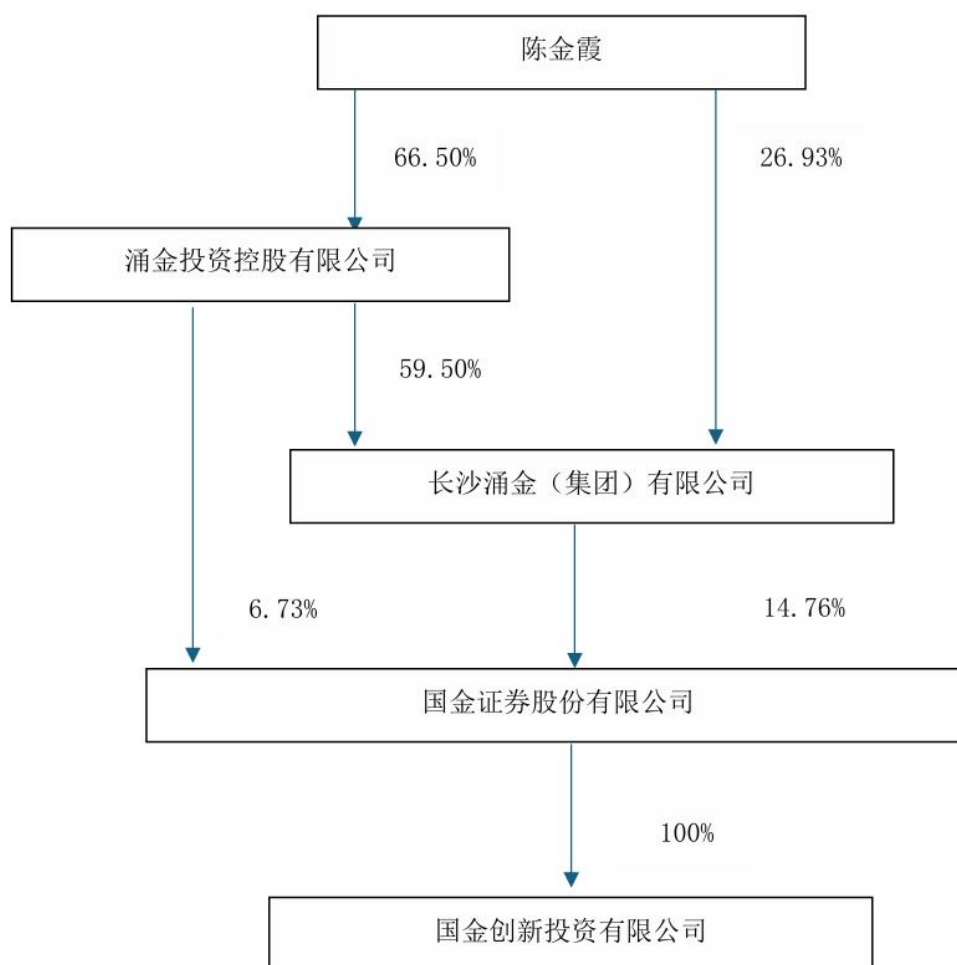 陈金霞
66.50%
26.93%
涌金投资控股有限公司
59.50%
长沙涌金（集团）有限公司
6.73%
14.76%
国金证券股份有限公司
100%
国金创新投资有限公司